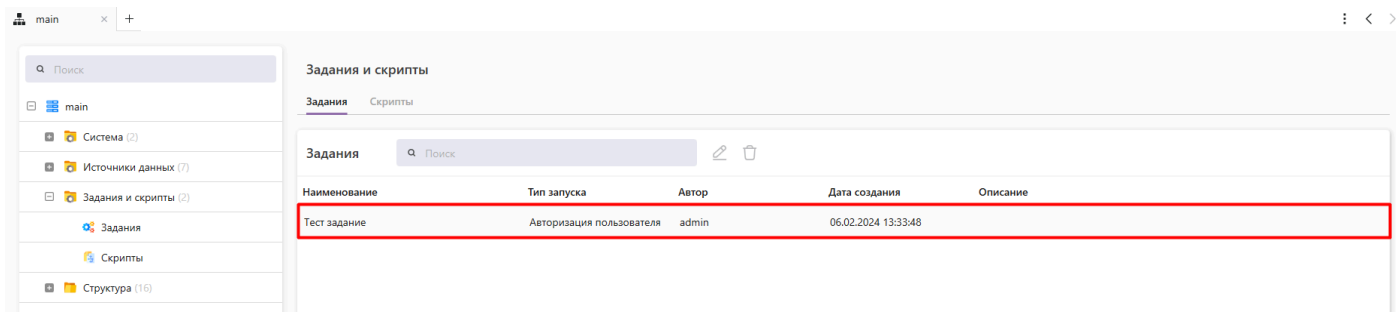 main × +
Поиск
main
Система (2)
Источники данных (7)
Задания и скрипты (2)
Задания
Скрипты
Структура (16)
Задания и скрипты
Задания Скрипты
Задания Поиск
Наименование Тип запуска Автор Дата создания Описание
Тест задание Авторизация пользователя admin 06.02.2024 13:33:48